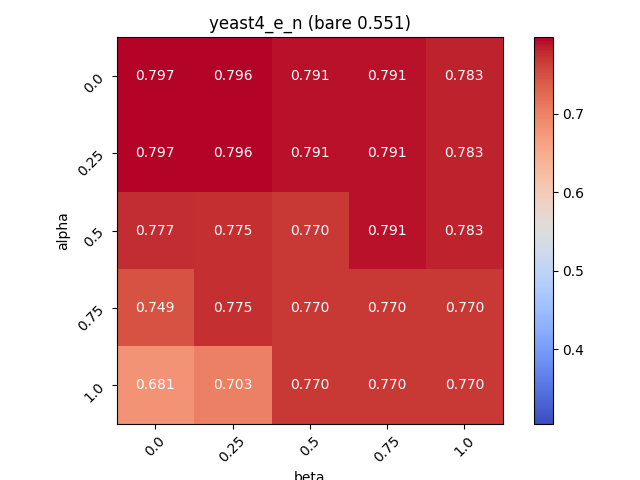 yeast4_e_n (bare 0.551)
0.0 0.797 0.796 0.791 0.791 0.783
0.25 0.797 0.796 0.791 0.791 0.783
0.5 0.777 0.775 0.770 0.791 0.783
0.75 0.749 0.775 0.770 0.770 0.770
1.0 0.681 0.703 0.770 0.770 0.770
0.0 0.25 0.5 0.75 1.0
alpha
beta
0.7
0.6
0.5
0.4